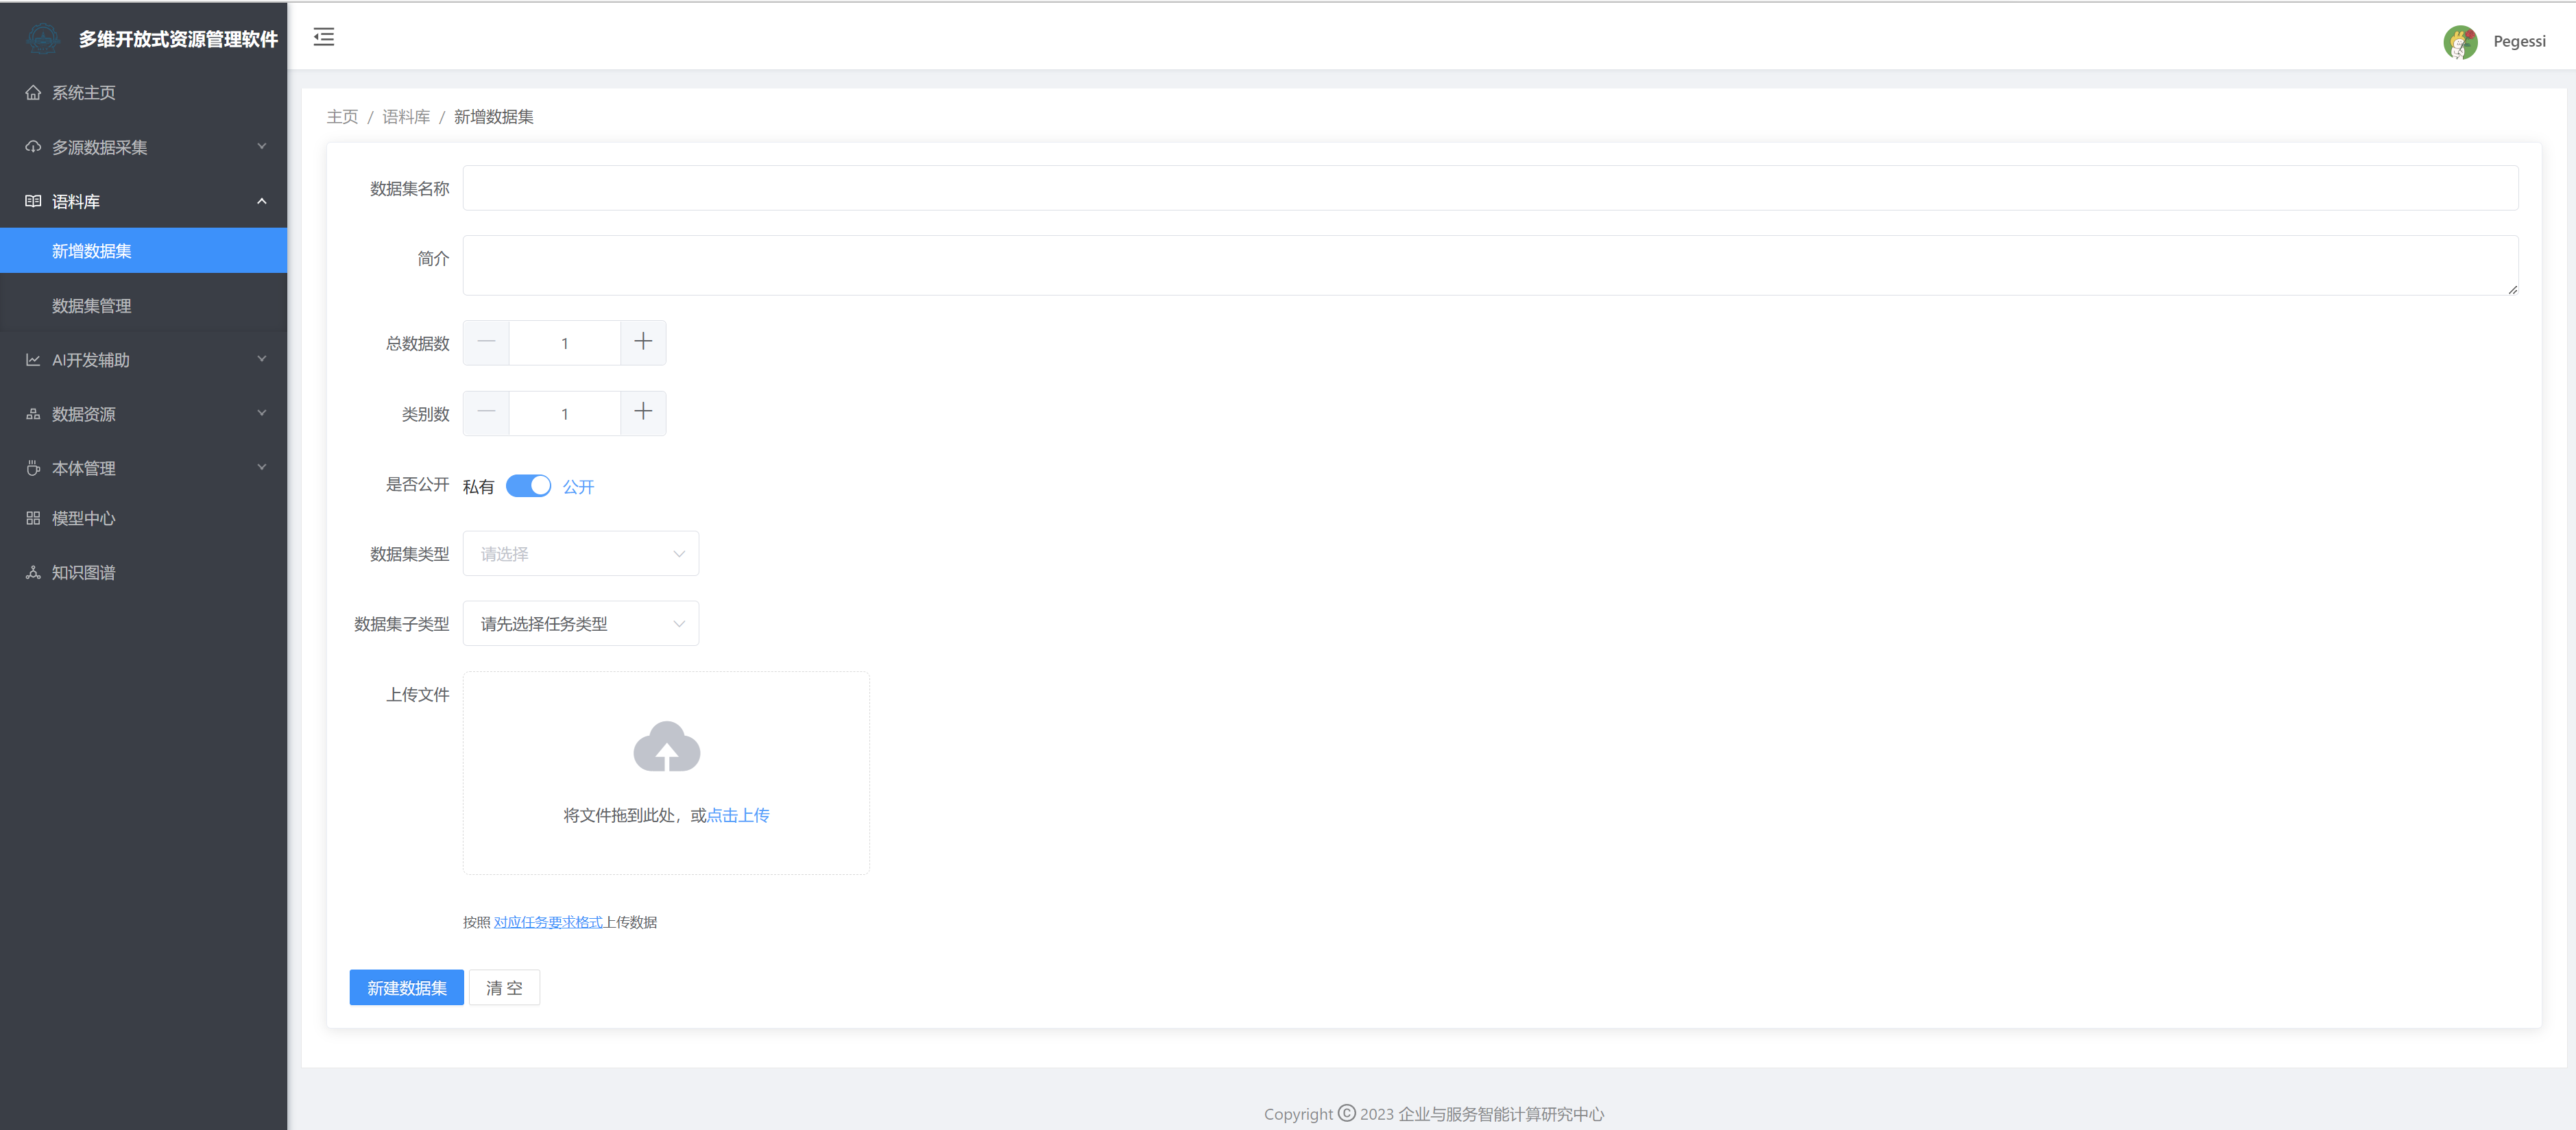 多维开放式资源管理软件
Pegessi
系统主页
多源数据采集
语料库
新增数据集
数据集管理
AI开发辅助
数据资源
本体管理
模型中心
知识图谱
主页 / 语料库 / 新增数据集
数据集名称
简介
总数据数 1
类别数 1
是否公开 私有 公开
数据集类型 请选择
数据集子类型 请先选择任务类型
上传文件
将文件拖到此处，或点击上传
按照 对应任务要求格式上传数据
新建数据集 清 空
Copyright © 2023 企业与服务智能计算研究中心